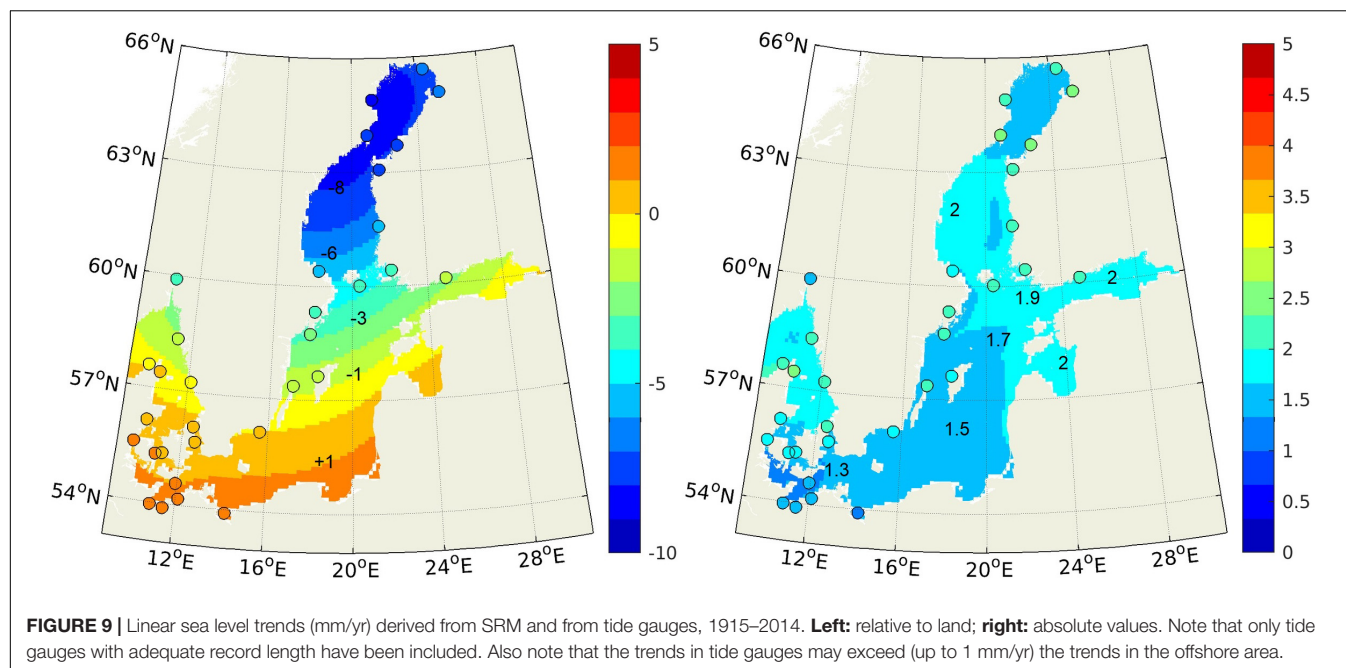 66°N
63°N
60°N
57°N
54°N
12°E
16°E
20°E
24°E
28°E
-8
-6
-3
-1
+1
5
0
-5
-10
66°N
63°N
60°N
57°N
54°N
12°E
16°E
20°E
24°E
28°E
2
2
1.9
1.7
2
1.5
1.3
5
4.5
4
3.5
3
2.5
2
1.5
1
0.5
0
FIGURE 9 | Linear sea level trends (mm/yr) derived from SRM and from tide gauges, 1915–2014. Left: relative to land; right: absolute values. Note that only tide
gauges with adequate record length have been included. Also note that the trends in tide gauges may exceed (up to 1 mm/yr) the trends in the offshore area.